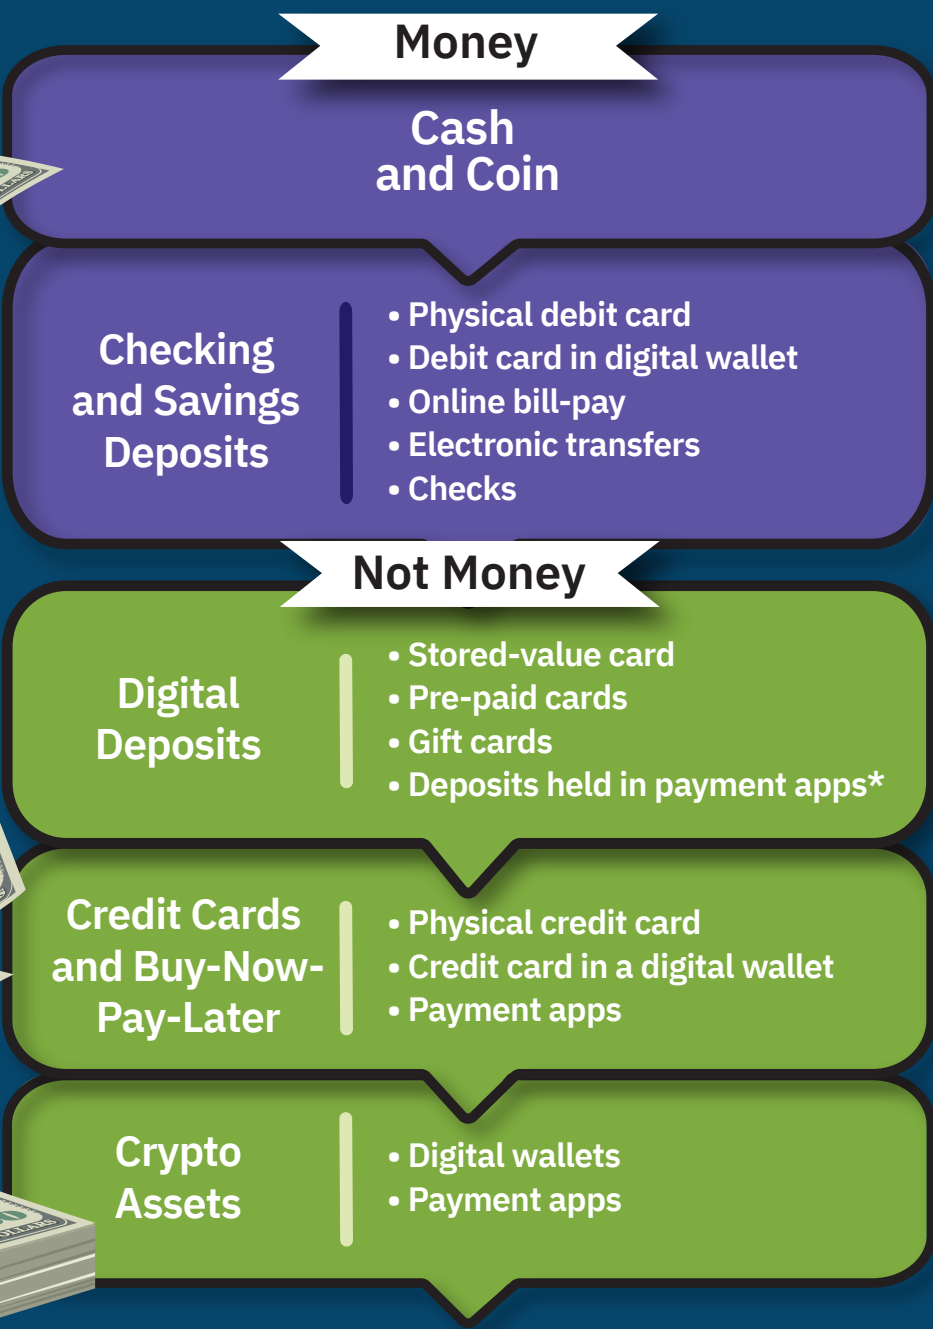 Money
Cash
and Coin
Checking
and Savings
Deposits
• Physical debit card
• Debit card in digital wallet
• Online bill-pay
• Electronic transfers
• Checks
Not Money
Digital
Deposits
• Stored-value card
• Pre-paid cards
• Gift cards
• Deposits held in payment apps*
Credit Cards
and Buy-Now-
Pay-Later
• Physical credit card
• Credit card in a digital wallet
• Payment apps
Crypto
Assets
• Digital wallets
• Payment apps